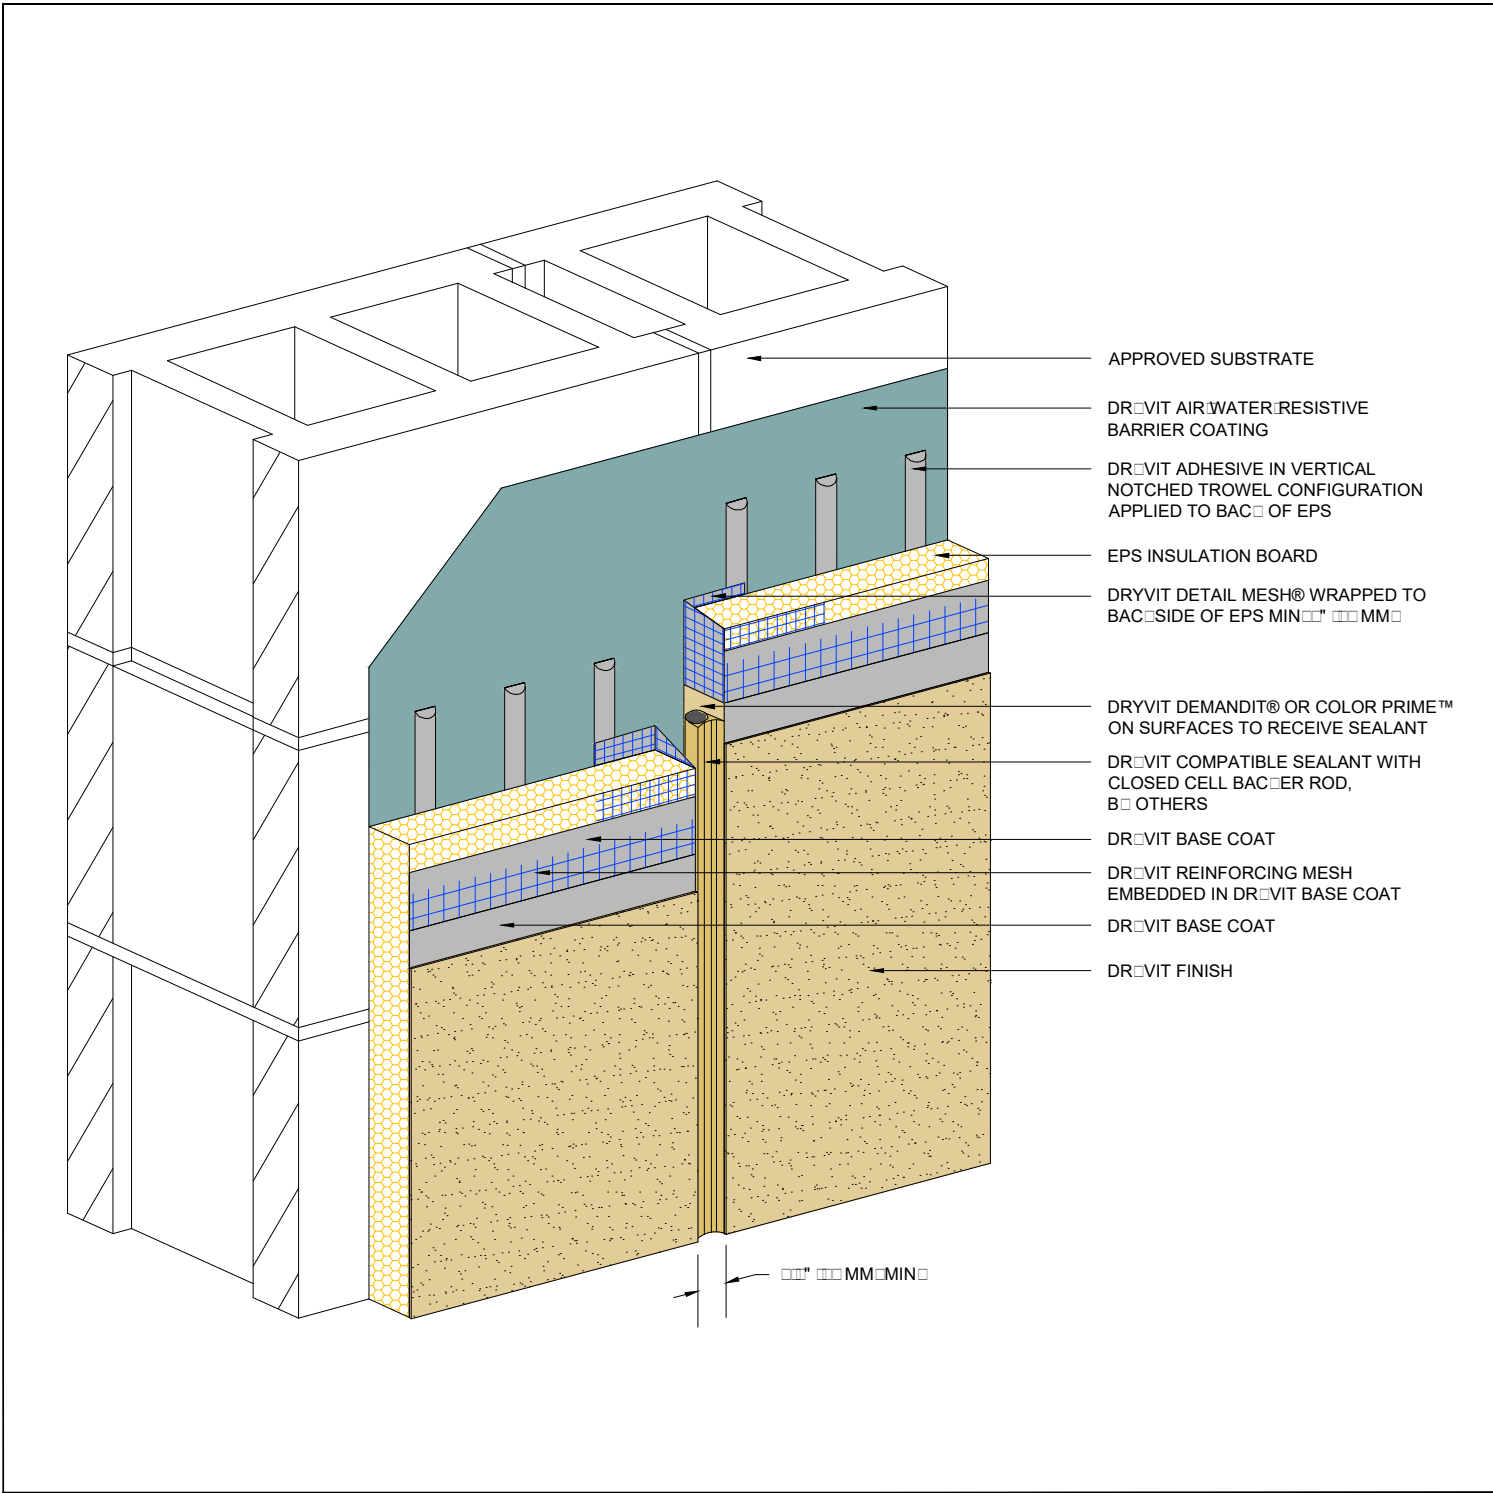 APPROVED SUBSTRATE
DR□VIT AIR□WATER□RESISTIVE
BARRIER COATING
DR□VIT ADHESIVE IN VERTICAL
NOTCHED TROWEL CONFIGURATION
APPLIED TO BAC□ OF EPS
EPS INSULATION BOARD
DRYVIT DETAIL MESH® WRAPPED TO
BAC□SIDE OF EPS MIN□□" □□□ MM□
DRYVIT DEMANDIT® OR COLOR PRIME™
ON SURFACES TO RECEIVE SEALANT
DR□VIT COMPATIBLE SEALANT WITH
CLOSED CELL BAC□ER ROD,
B□ OTHERS
DR□VIT BASE COAT
DR□VIT REINFORCING MESH
EMBEDDED IN DR□VIT BASE COAT
DR□VIT BASE COAT
DR□VIT FINISH
□□□" □□□ MM□MIN□